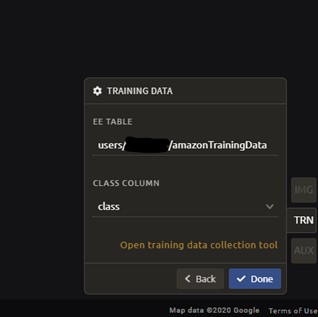 TRAINING DATA
EE TABLE
users/ /amazonTrainingData
CLASS COLUMN
class
IMG
TRN
AUX
Open training data collection tool
Back Done
Map data ©2020 Google Terms of Use